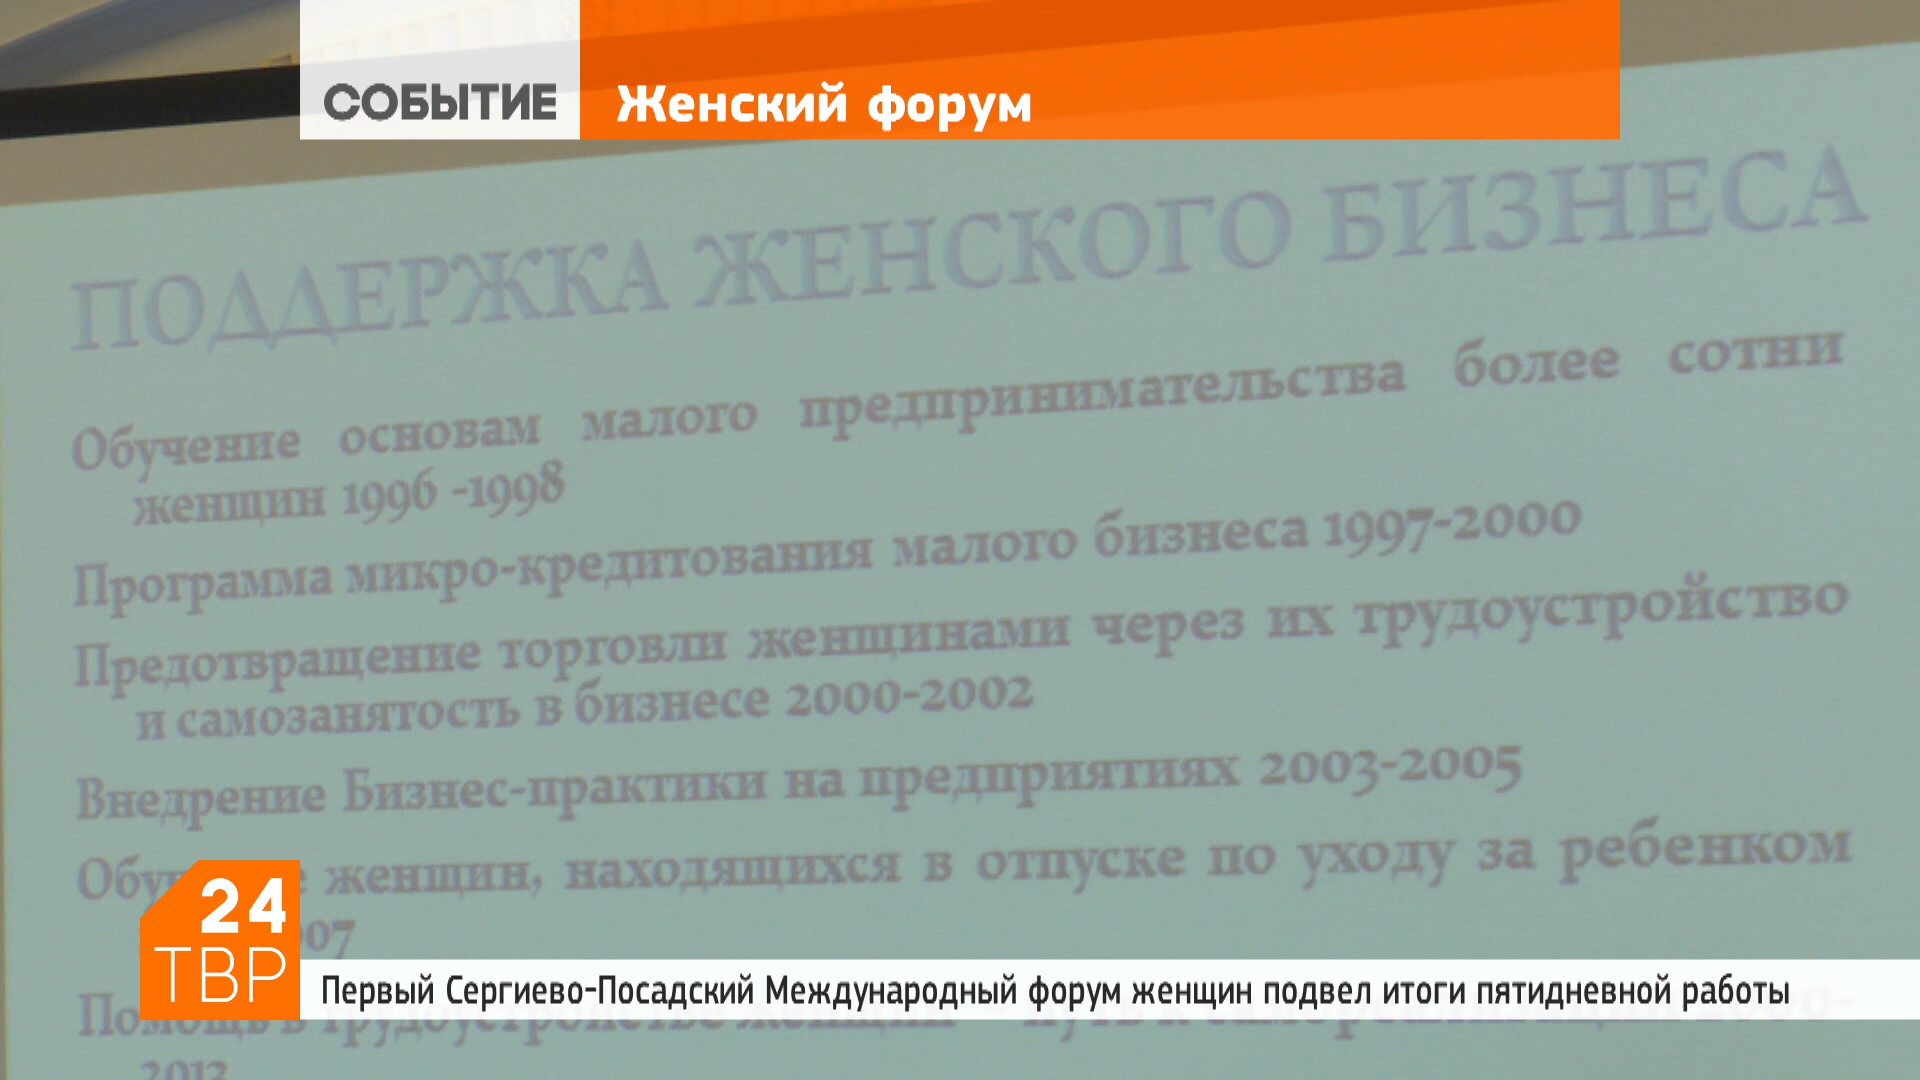 СОБЫТИЕ
Женский форум
ПОДДЕРЖКА ЖЕНСКОГО БИЗНЕСА
Обучение основам малого предпринимательства более сотни
женщин 1996 -1998
Программа микро-кредитования малого бизнеса 1997-2000
Предотвращение торговли женщинами через их трудоустройство
и самозанятость в бизнесе 2000-2002
Внедрение Бизнес-практики на предприятиях 2003-2005
женщин, находящихся в отпуске по уходу за ребенком
24
ТВР
Первый Сергиево-Посадский Международный форум женщин подвел итоги пятидневной работы